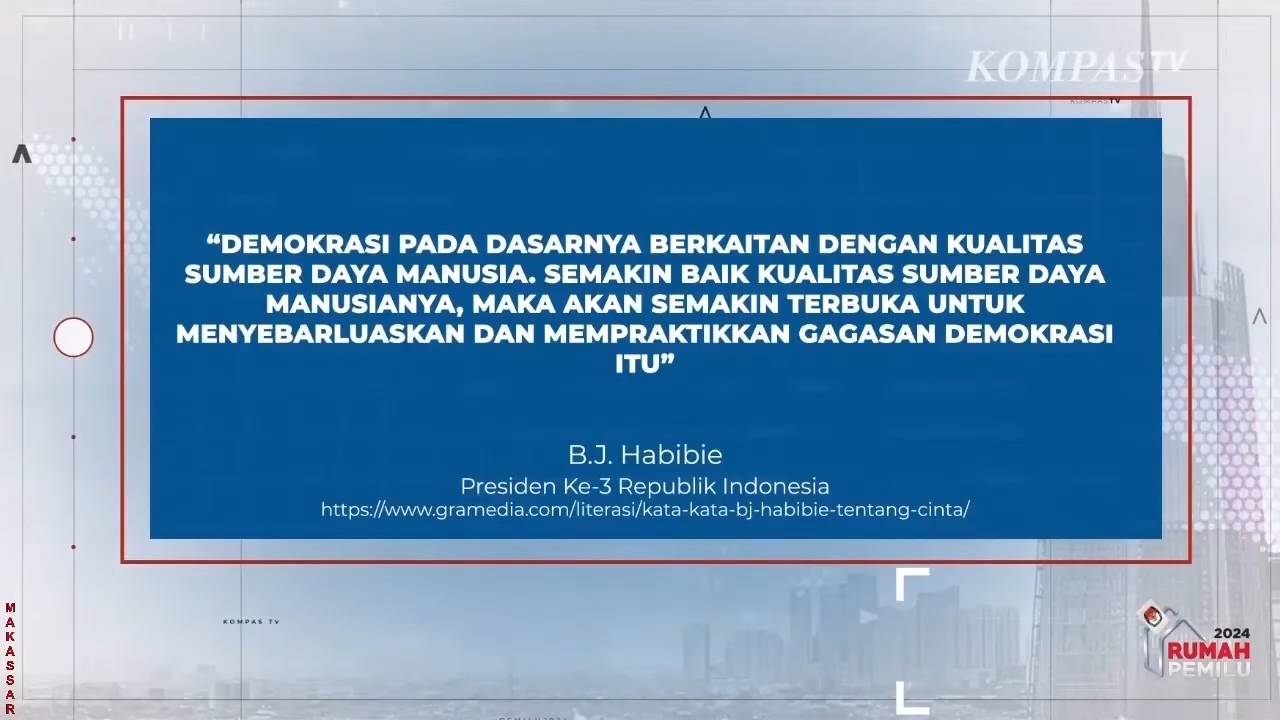 KOMPASTV
KOMPASTV
“DEMOKRASI PADA DASARNYA BERKAITAN DENGAN KUALITAS
SUMBER DAYA MANUSIA. SEMAKIN BAIK KUALITAS SUMBER DAYA
MANUSIANYA, MAKA AKAN SEMAKIN TERBUKA UNTUK
MENYEBARLUASKAN DAN MEMPRAKTIKKAN GAGASAN DEMOKRASI
ITU”
B.J. Habibie
Presiden Ke-3 Republik Indonesia
https://www.gramedia.com/literasi/kata-kata-bj-habibie-tentang-cinta/
MAKASSAR
KOMPAS TV
2024
RUMAH
PEMILU